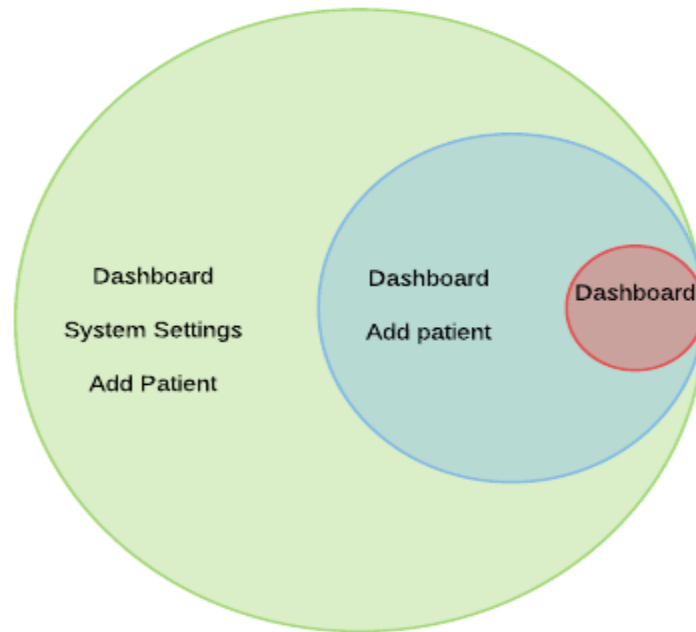 Dashboard
System Settings
Add Patient
Dashboard
Add patient
Dashboard